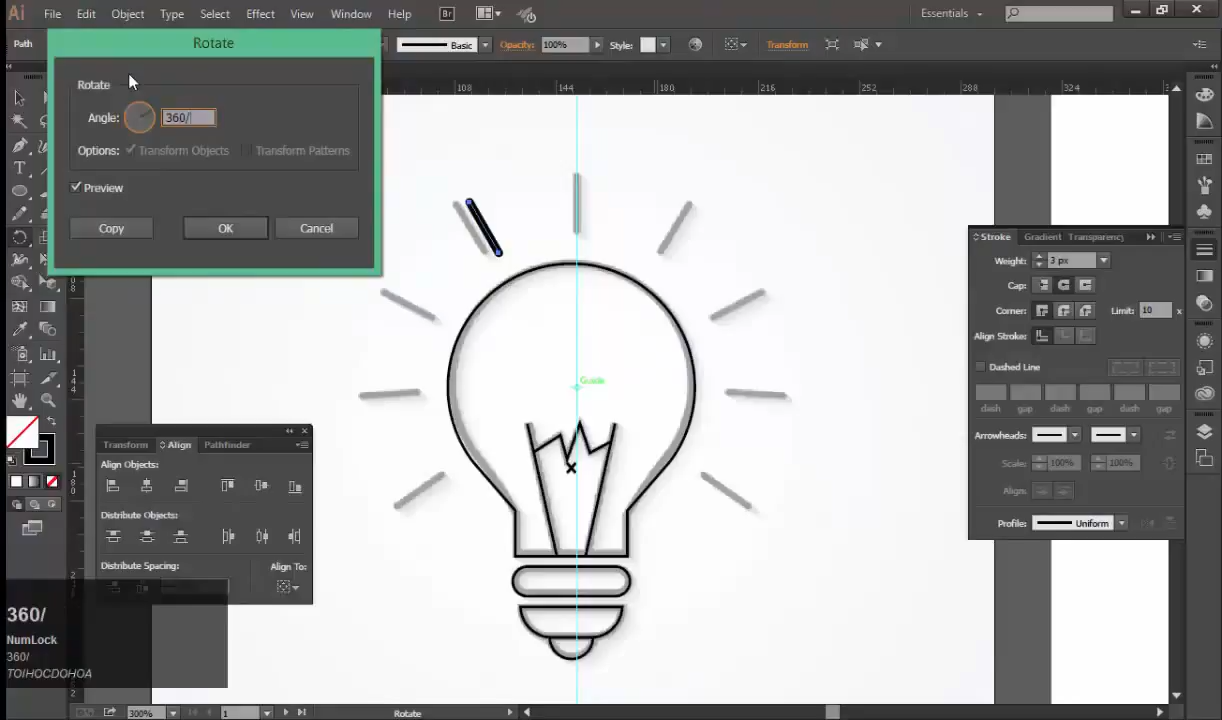 Ai File Edit Object Type Select Effect View Window Help Br Essentials
Path Basic Opacity: 100% Style: Transform
Rotate
Rotate
Angle: 360/
Options: Transform Objects Transform Patterns
Preview
Copy OK Cancel
108 144 180 216 252 288 324
Stroke Gradient Transparency
Weight: 3 px
Cap:
Corner: Limit: 10 x
Align Stroke:
Dashed Line
dash gap dash gap dash gap
Arrowheads:
Scale: 100% 100%
Align:
Profile: Uniform
Guide
Transform Align Pathfinder
Align Objects:
Distribute Objects:
Distribute Spacing: Align To:
360/
NumLock
360/
TOIHOCDOHOA
300% 1 Rotate